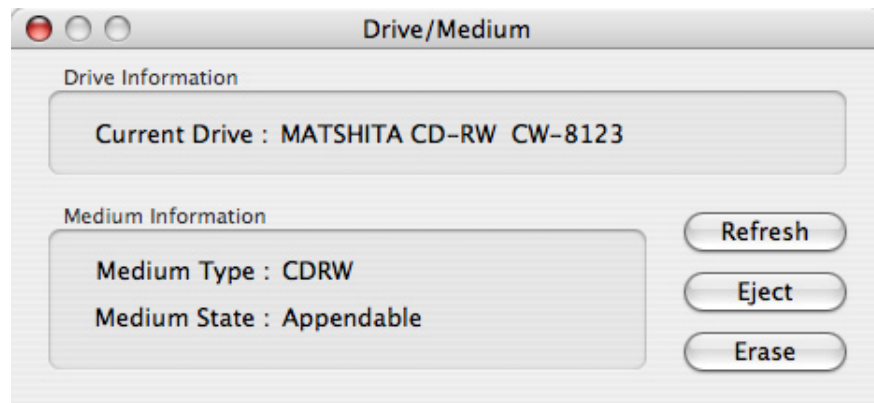 Drive/Medium
Drive Information
Current Drive : MATSHITA CD-RW  CW-8123
Medium Information
Medium Type : CDRW
Medium State : Appendable
Refresh
Eject
Erase